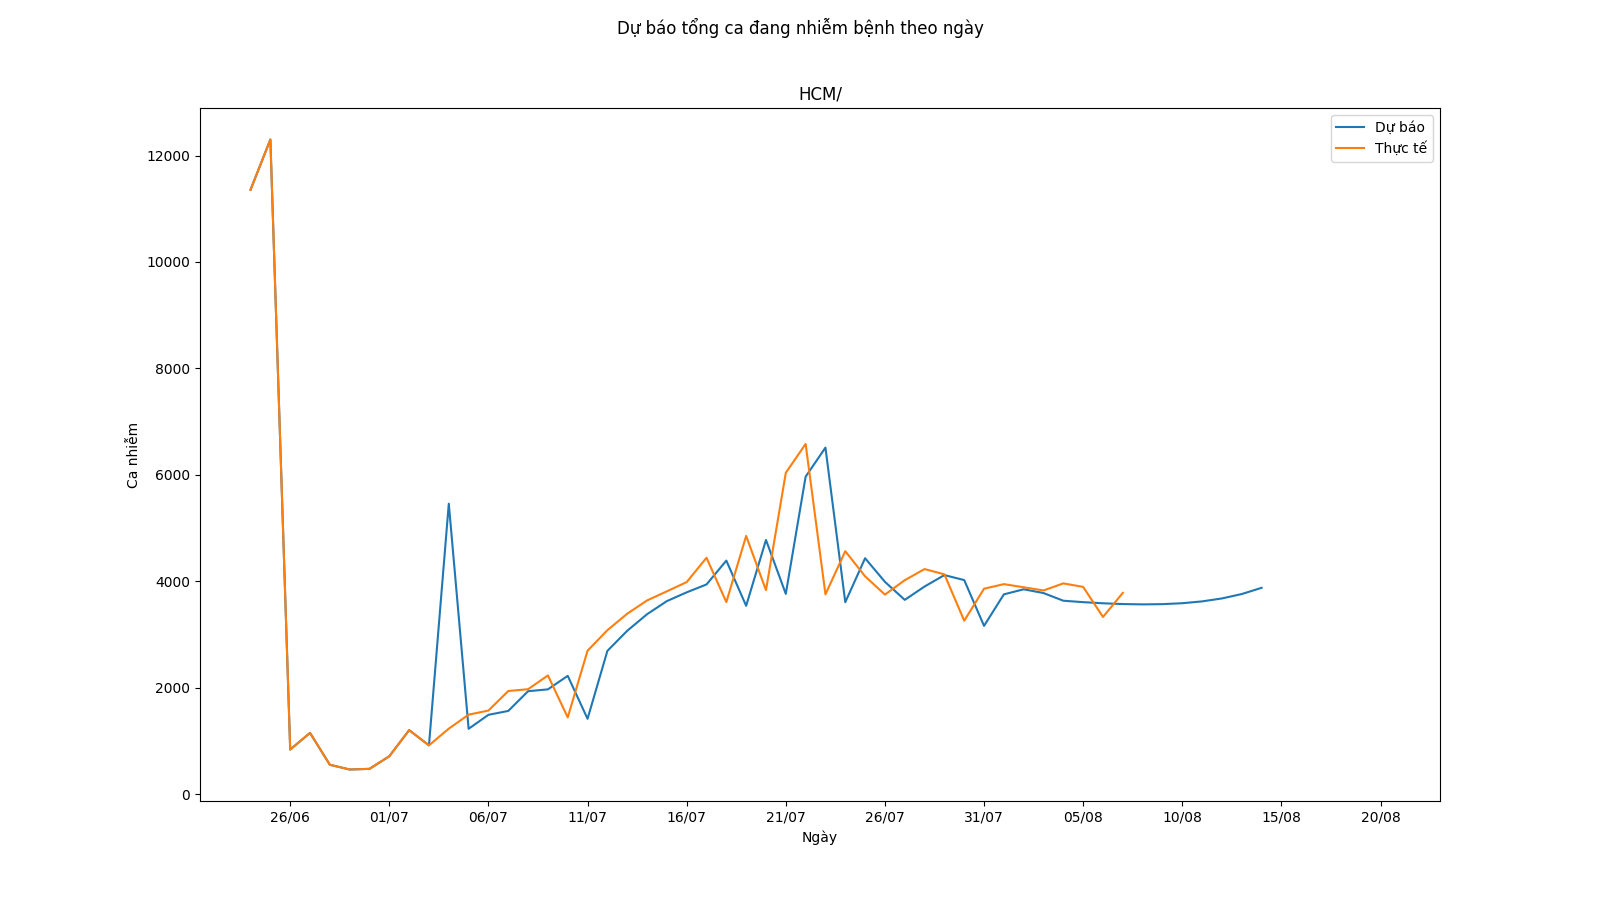 Dự báo tổng ca đang nhiễm bệnh theo ngày
HCM/
Dự báo
Thực tế
12000
10000
8000
6000
4000
2000
0
Ca nhiễm
26/06 01/07 06/07 11/07 16/07 21/07 26/07 31/07 05/08 10/08 15/08 20/08
Ngày